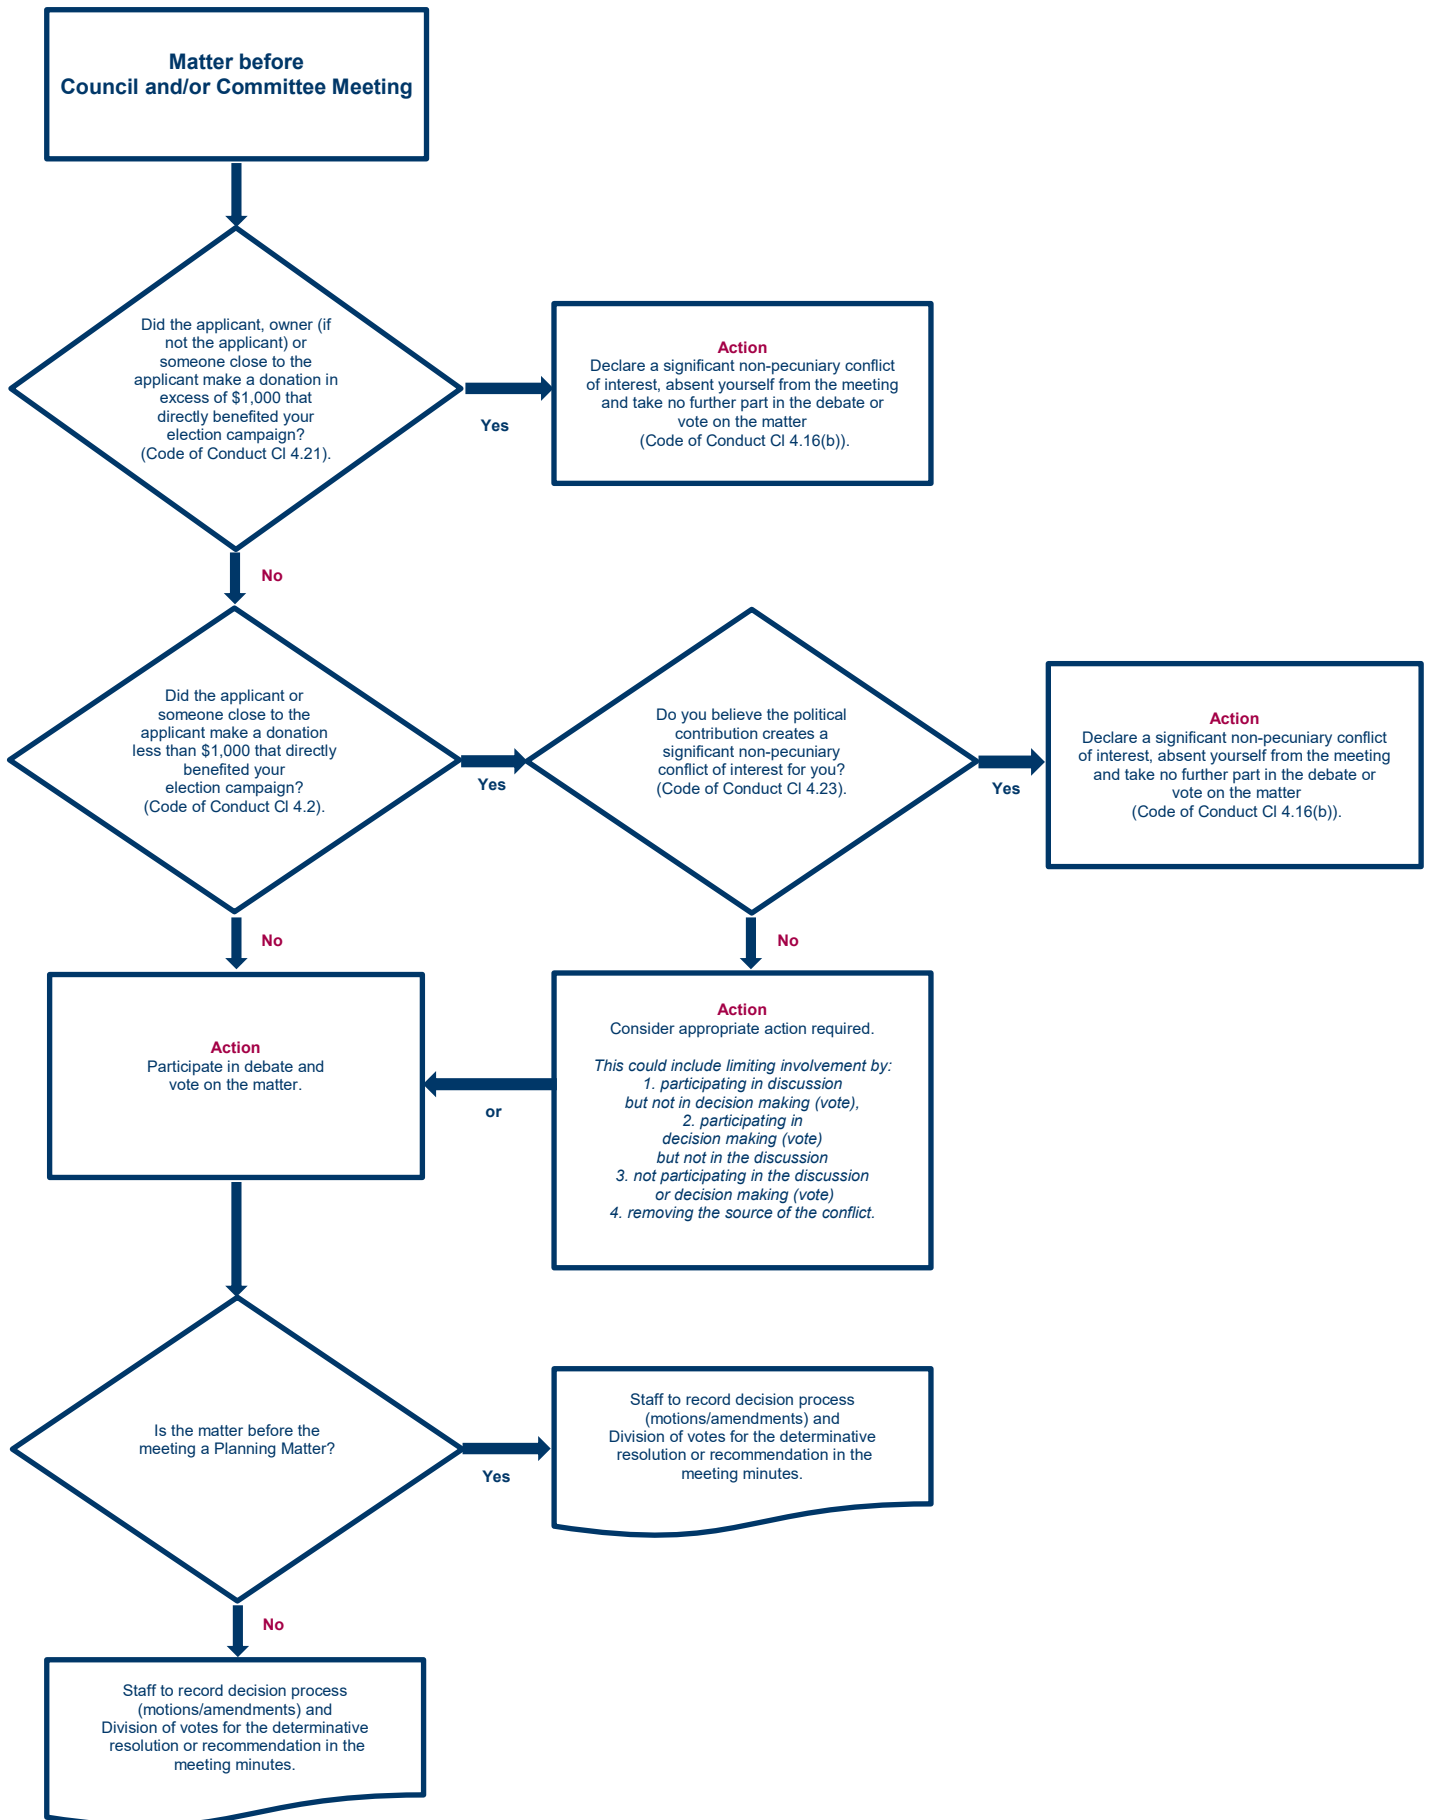 Matter before
Council and/or Committee Meeting
Did the applicant, owner (if
not the applicant) or
someone close to the
applicant make a donation in
excess of $1,000 that
directly benefited your
election campaign?
(Code of Conduct Cl 4.21).
Yes
Action
Declare a significant non-pecuniary conflict
of interest, absent yourself from the meeting
and take no further part in the debate or
vote on the matter
(Code of Conduct Cl 4.16(b)).
No
Did the applicant or
someone close to the
applicant make a donation
less than $1,000 that directly
benefited your
election campaign?
(Code of Conduct Cl 4.2).
Yes
Do you believe the political
contribution creates a
significant non-pecuniary
conflict of interest for you?
(Code of Conduct Cl 4.23).
Yes
Action
Declare a significant non-pecuniary conflict
of interest, absent yourself from the meeting
and take no further part in the debate or
vote on the matter
(Code of Conduct Cl 4.16(b)).
No
No
Action
Participate in debate and
vote on the matter.
or
Action
Consider appropriate action required.
This could include limiting involvement by:
1. participating in discussion
but not in decision making (vote),
2. participating in
decision making (vote)
but not in the discussion
3. not participating in the discussion
or decision making (vote)
4. removing the source of the conflict.
Is the matter before the
meeting a Planning Matter?
Yes
Staff to record decision process
(motions/amendments) and
Division of votes for the determinative
resolution or recommendation in the
meeting minutes.
No
Staff to record decision process
(motions/amendments) and
Division of votes for the determinative
resolution or recommendation in the
meeting minutes.